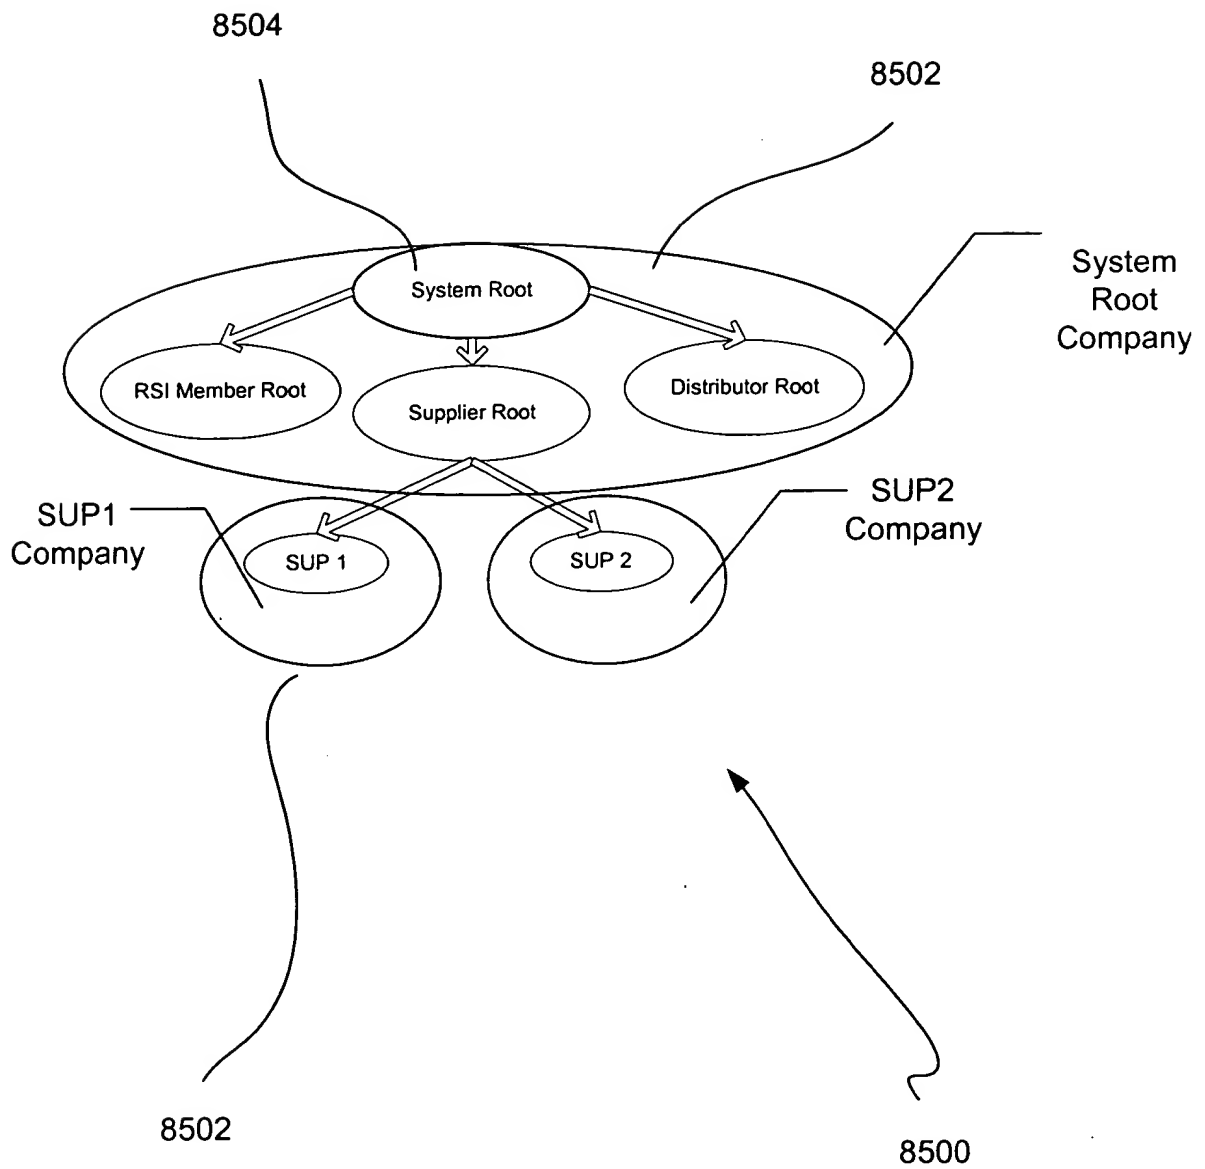 8504
8502
System
Root
Company
System Root
RSI Member Root
Supplier Root
Distributor Root
SUP1
Company
SUP2
Company
SUP 1
SUP 2
8502
8500